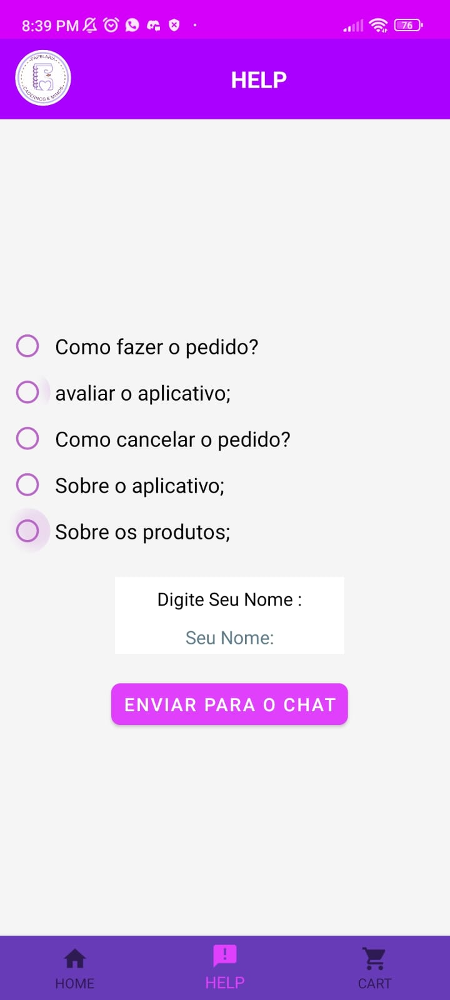 8:39 PM
76
PAPELARIA
CADERNOS E MIMOS
HELP
Como fazer o pedido?
avaliar o aplicativo;
Como cancelar o pedido?
Sobre o aplicativo;
Sobre os produtos;
Digite Seu Nome :
Seu Nome:
ENVIAR PARA O CHAT
HOME
HELP
CART